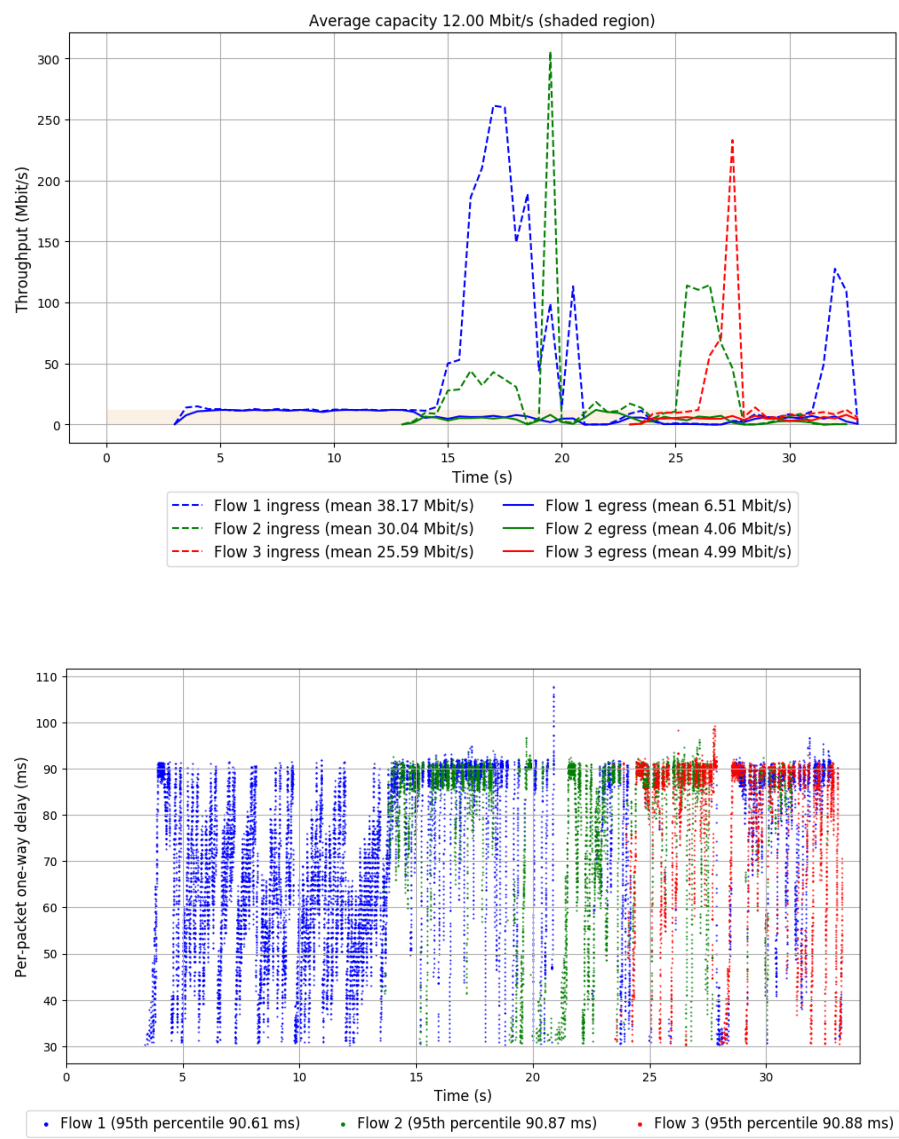 Average capacity 12.00 Mbit/s (shaded region)
300
250
200
150
100
50
0
Throughput (Mbit/s)
0 5 10 15 20 25 30
Time (s)
Flow 1 ingress (mean 38.17 Mbit/s) Flow 1 egress (mean 6.51 Mbit/s)
Flow 2 ingress (mean 30.04 Mbit/s) Flow 2 egress (mean 4.06 Mbit/s)
Flow 3 ingress (mean 25.59 Mbit/s) Flow 3 egress (mean 4.99 Mbit/s)
110
100
90
80
70
60
50
40
30
Per-packet one-way delay (ms)
0 5 10 15 20 25 30
Time (s)
Flow 1 (95th percentile 90.61 ms) Flow 2 (95th percentile 90.87 ms) Flow 3 (95th percentile 90.88 ms)